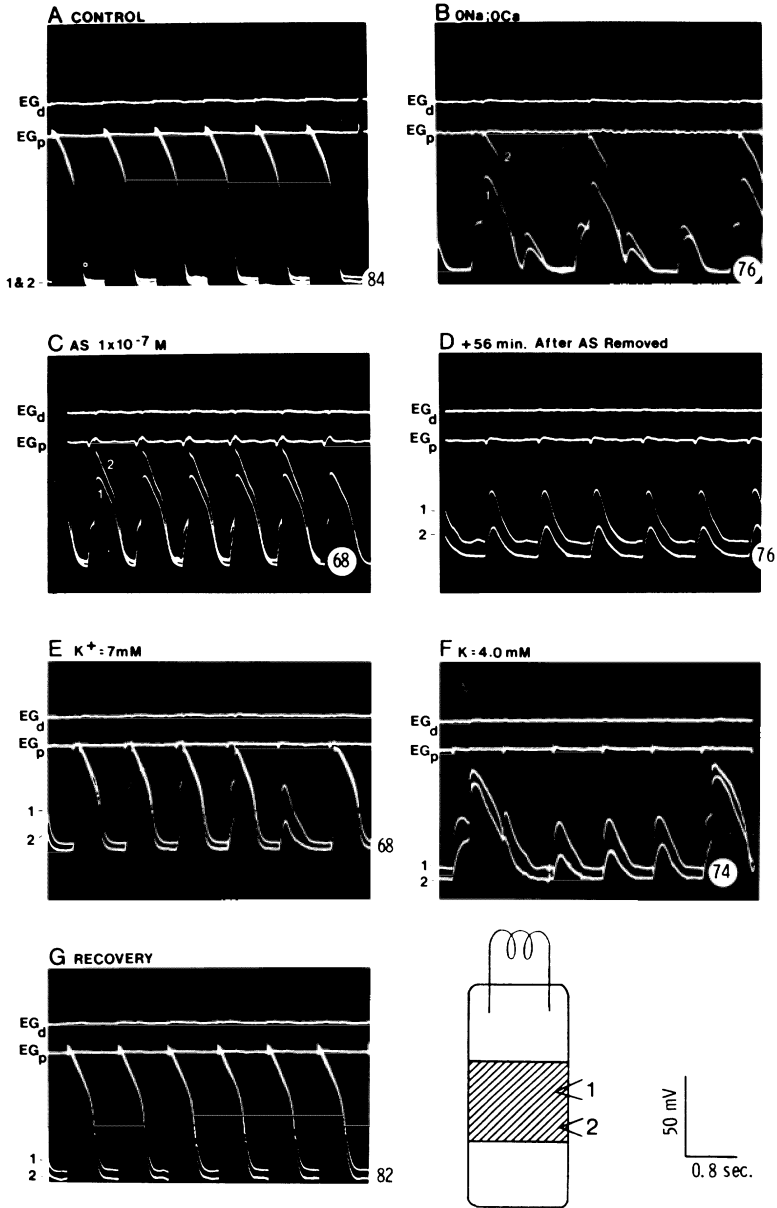 A CONTROL
EGd
EGp
1 & 2 -
84
B 0Na;0Ca
EGd
EGp
2
1
76
C AS 1x10⁻⁷ M
EGd
EGp
2
1
68
D +56 min. After AS Removed
EGd
EGp
1 -
2 -
76
E K⁺ = 7mM
EGd
EGp
1 -
2 -
68
F K = 4.0 mM
EGd
EGp
1
2 -
74
G RECOVERY
EGd
EGp
1 -
2 -
82
1
2
50 mV
0.8 sec.